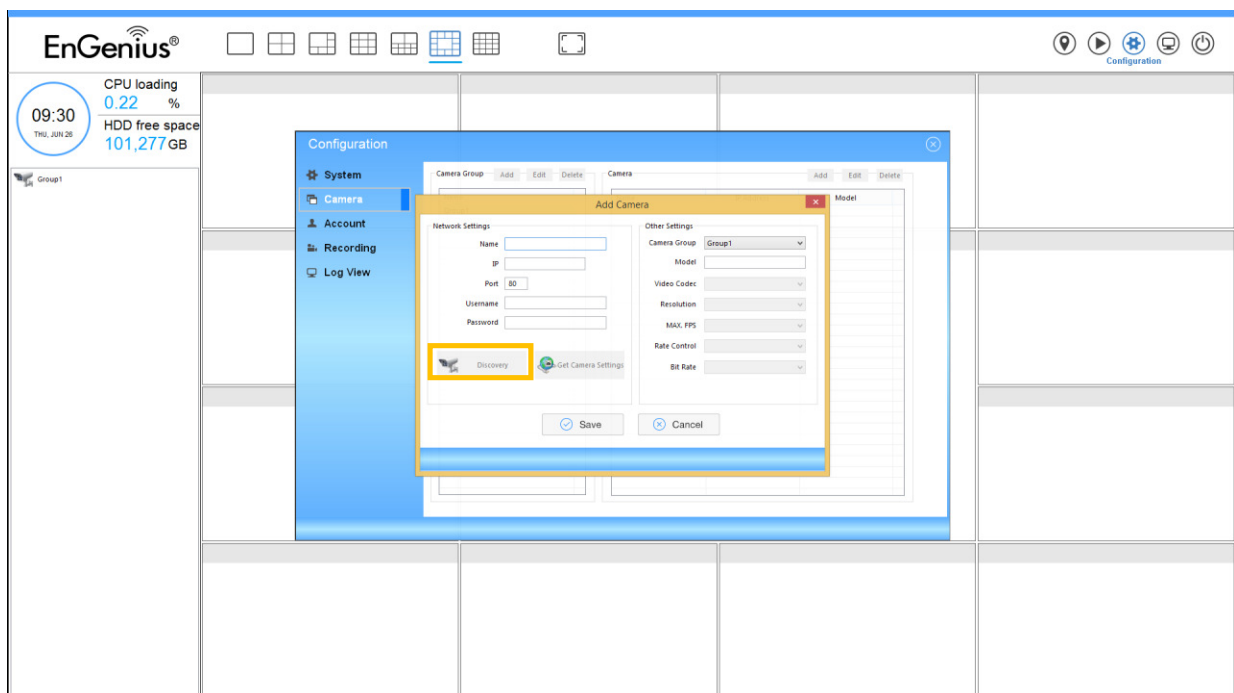 EnGenius®
Configuration
09:30
THU, JUN 26
CPU loading
0.22 %
HDD free space
101,277 GB
Group1
Configuration
System
Camera
Account
Recording
Log View
Camera Group Add Edit Delete
Camera Add Edit Delete
Model
Add Camera
Network Settings
Name
IP
Port 80
Username
Password
Discovery
Get Camera Settings
Other Settings
Camera Group Group1
Model
Video Codec
Resolution
MAX. FPS
Rate Control
Bit Rate
Save
Cancel